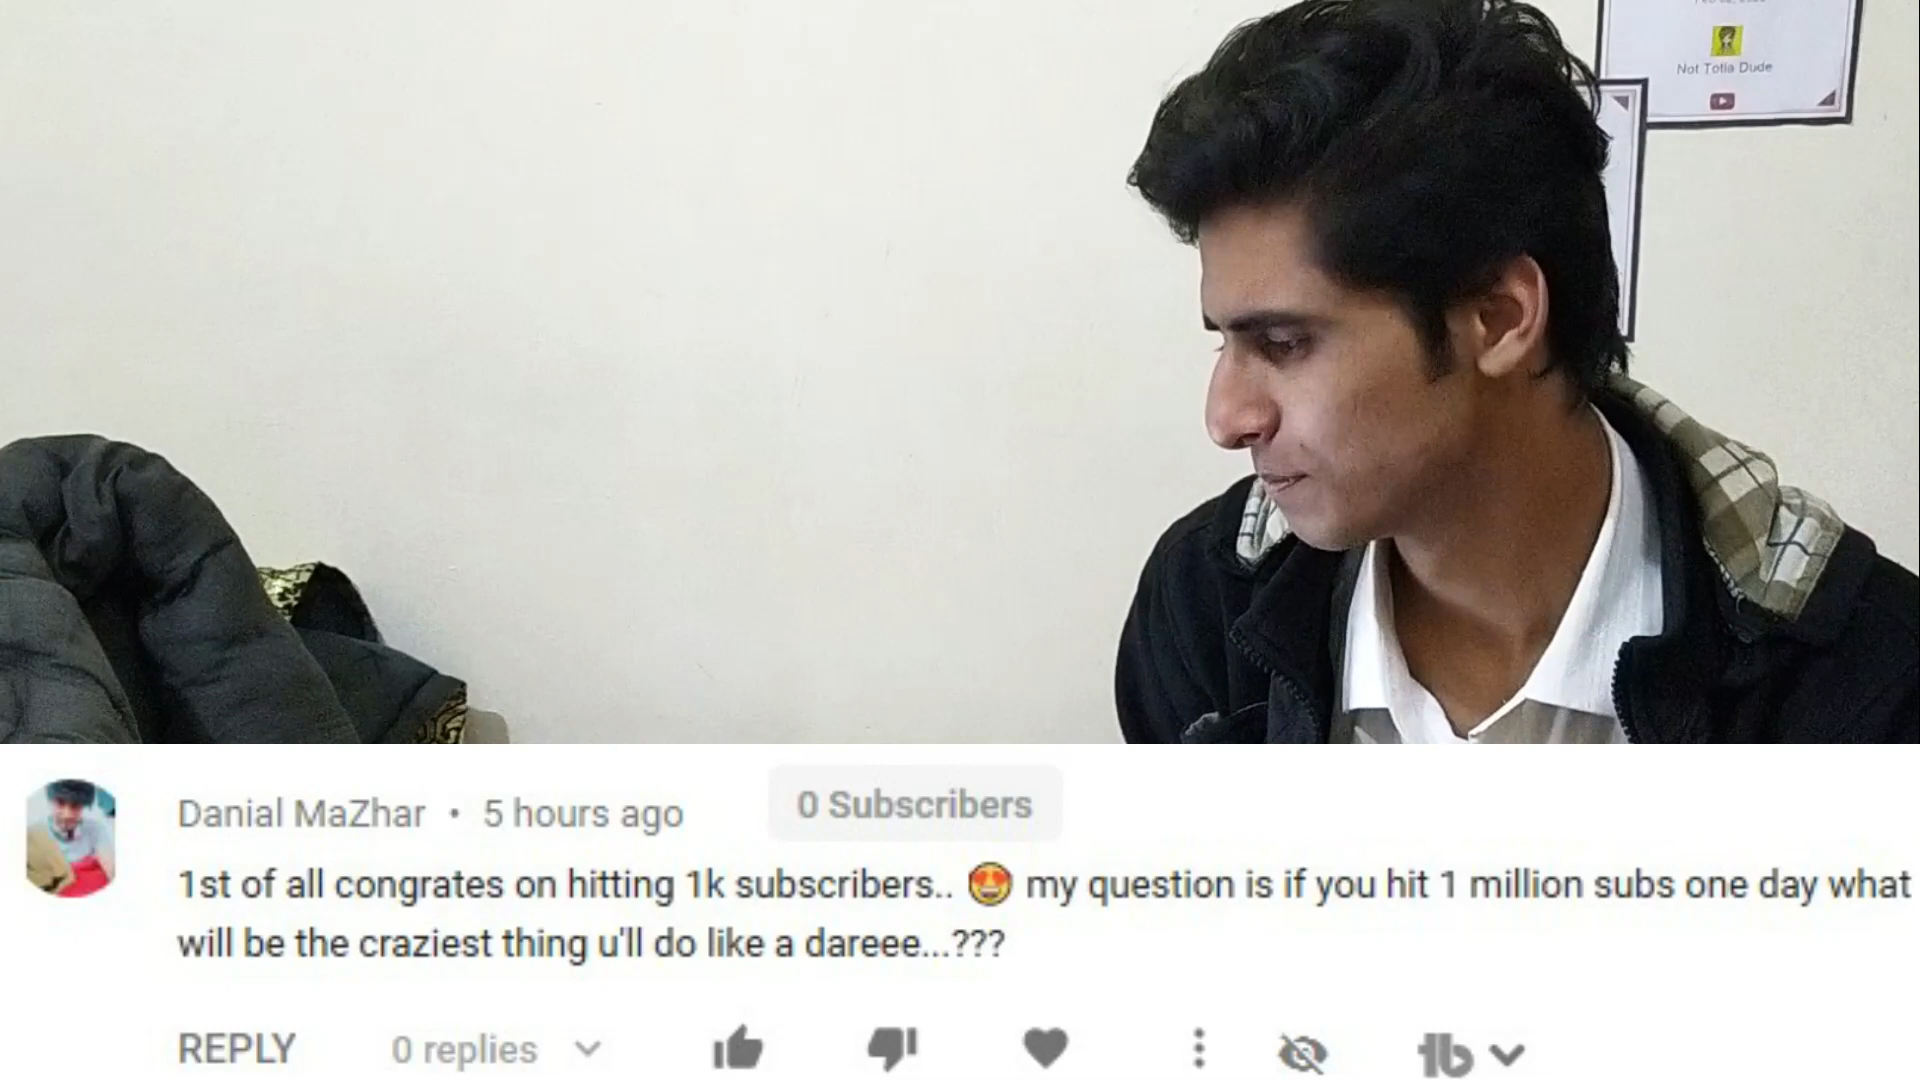 Not Totla Dude
Danial MaZhar • 5 hours ago
0 Subscribers
1st of all congrates on hitting 1k subscribers.. 🤩 my question is if you hit 1 million subs one day what
will be the craziest thing u'll do like a dareee...???
REPLY
0 replies